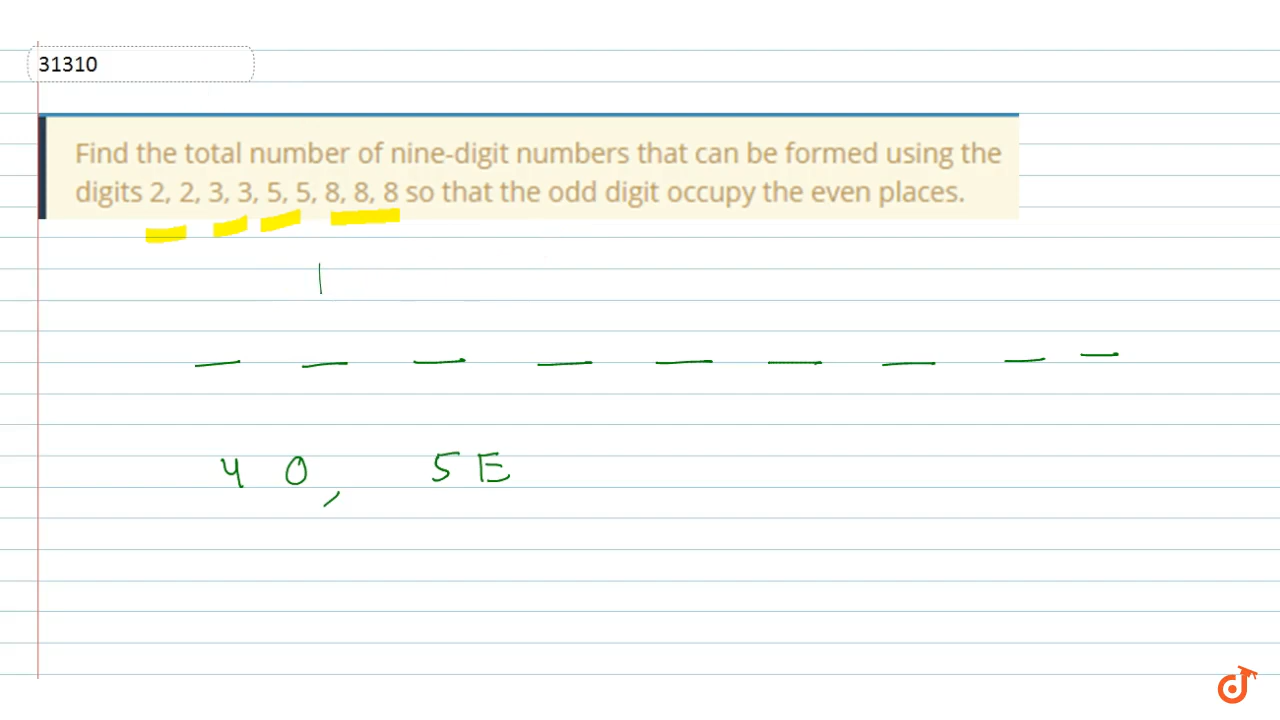 31310
Find the total number of nine-digit numbers that can be formed using the
digits 2, 2, 3, 3, 5, 5, 8, 8, 8 so that the odd digit occupy the even places.
4 O, 5 E